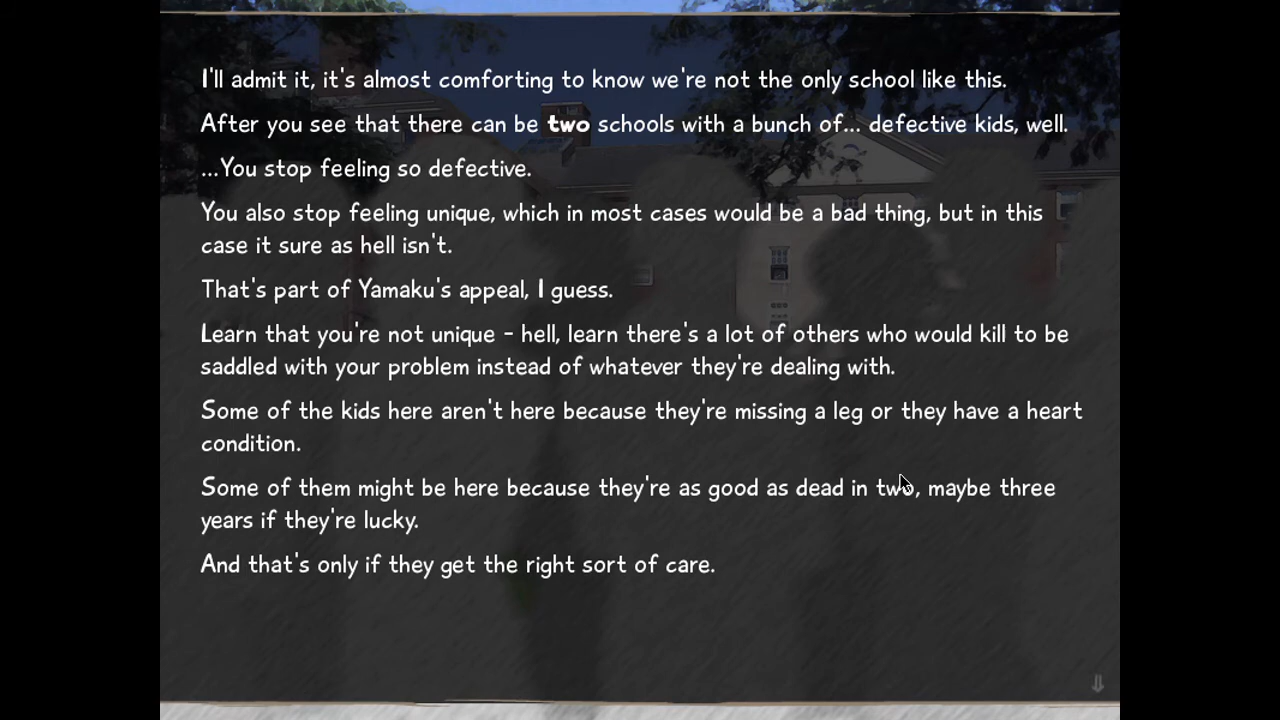 I'll admit it, it's almost comforting to know we're not the only school like this.
After you see that there can be two schools with a bunch of... defective kids, well.
...You stop feeling so defective.
You also stop feeling unique, which in most cases would be a bad thing, but in this
case it sure as hell isn't.
That's part of Yamaku's appeal, I guess.
Learn that you're not unique - hell, learn there's a lot of others who would kill to be
saddled with your problem instead of whatever they're dealing with.
Some of the kids here aren't here because they're missing a leg or they have a heart
condition.
Some of them might be here because they're as good as dead in two, maybe three
years if they're lucky.
And that's only if they get the right sort of care.